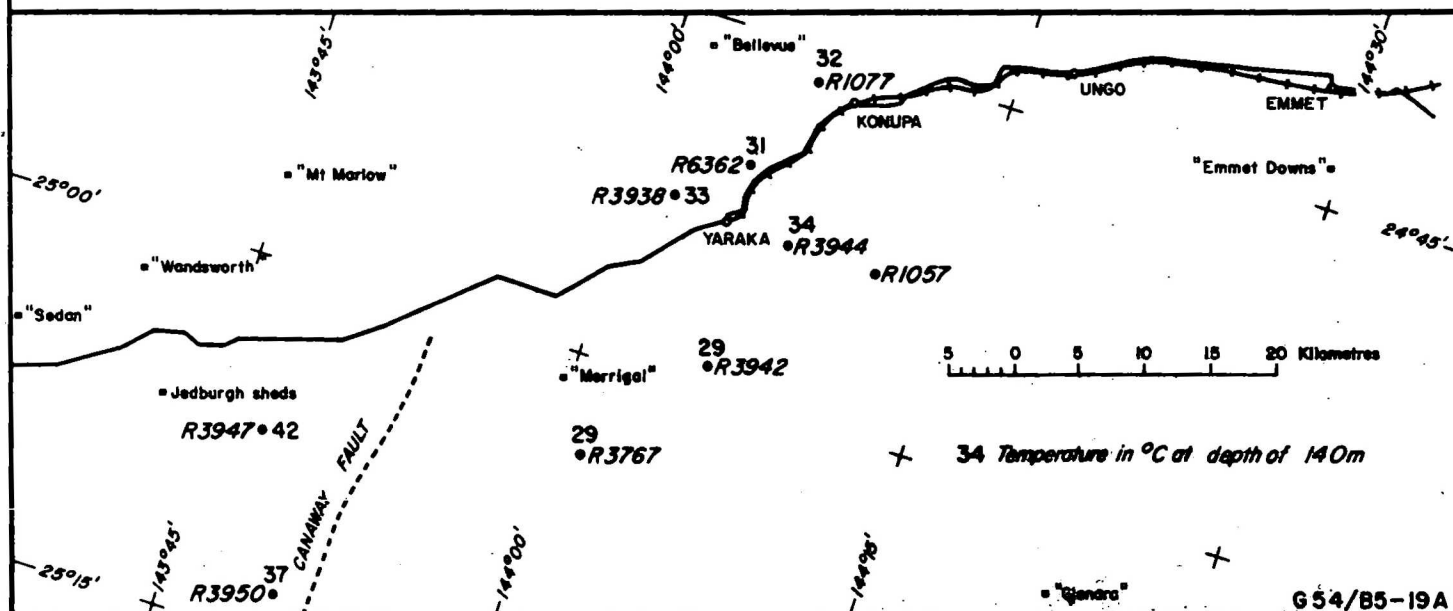 143°45'
144°00'
144°30'
"Bellevue"
32
R1077
KONUPA
UNGO
EMMET
31
R6362
"Mt Marlow"
"Emmet Downs"
25°00'
R3938 33
YARAKA
34
R3944
24°45'
"Wandsworth"
R1057
"Sedan"
5 0 5 10 15 20 Kilometres
29
R3942
"Merrigal"
Jedburgh sheds
R3947 42
CANAWAY FAULT
29
R3767
34 Temperature in °C at depth of 140m
25°15'
143°45'
37
R3950
144°00'
144°15'
"Glenara"
G54/B5-19A